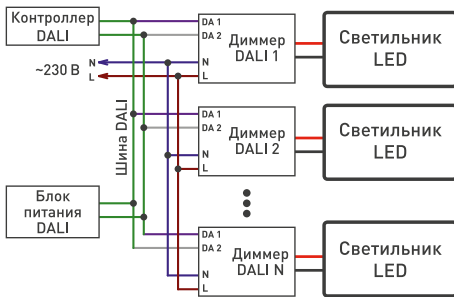 Контроллер
DALI
~230 В
N
L
Шина DALI
Блок
питания
DALI
DA 1
DA 2
N
L
Диммер
DALI 1
Светильник
LED
DA 1
DA 2
N
L
Диммер
DALI 2
Светильник
LED
DA 1
DA 2
N
L
Диммер
DALI N
Светильник
LED